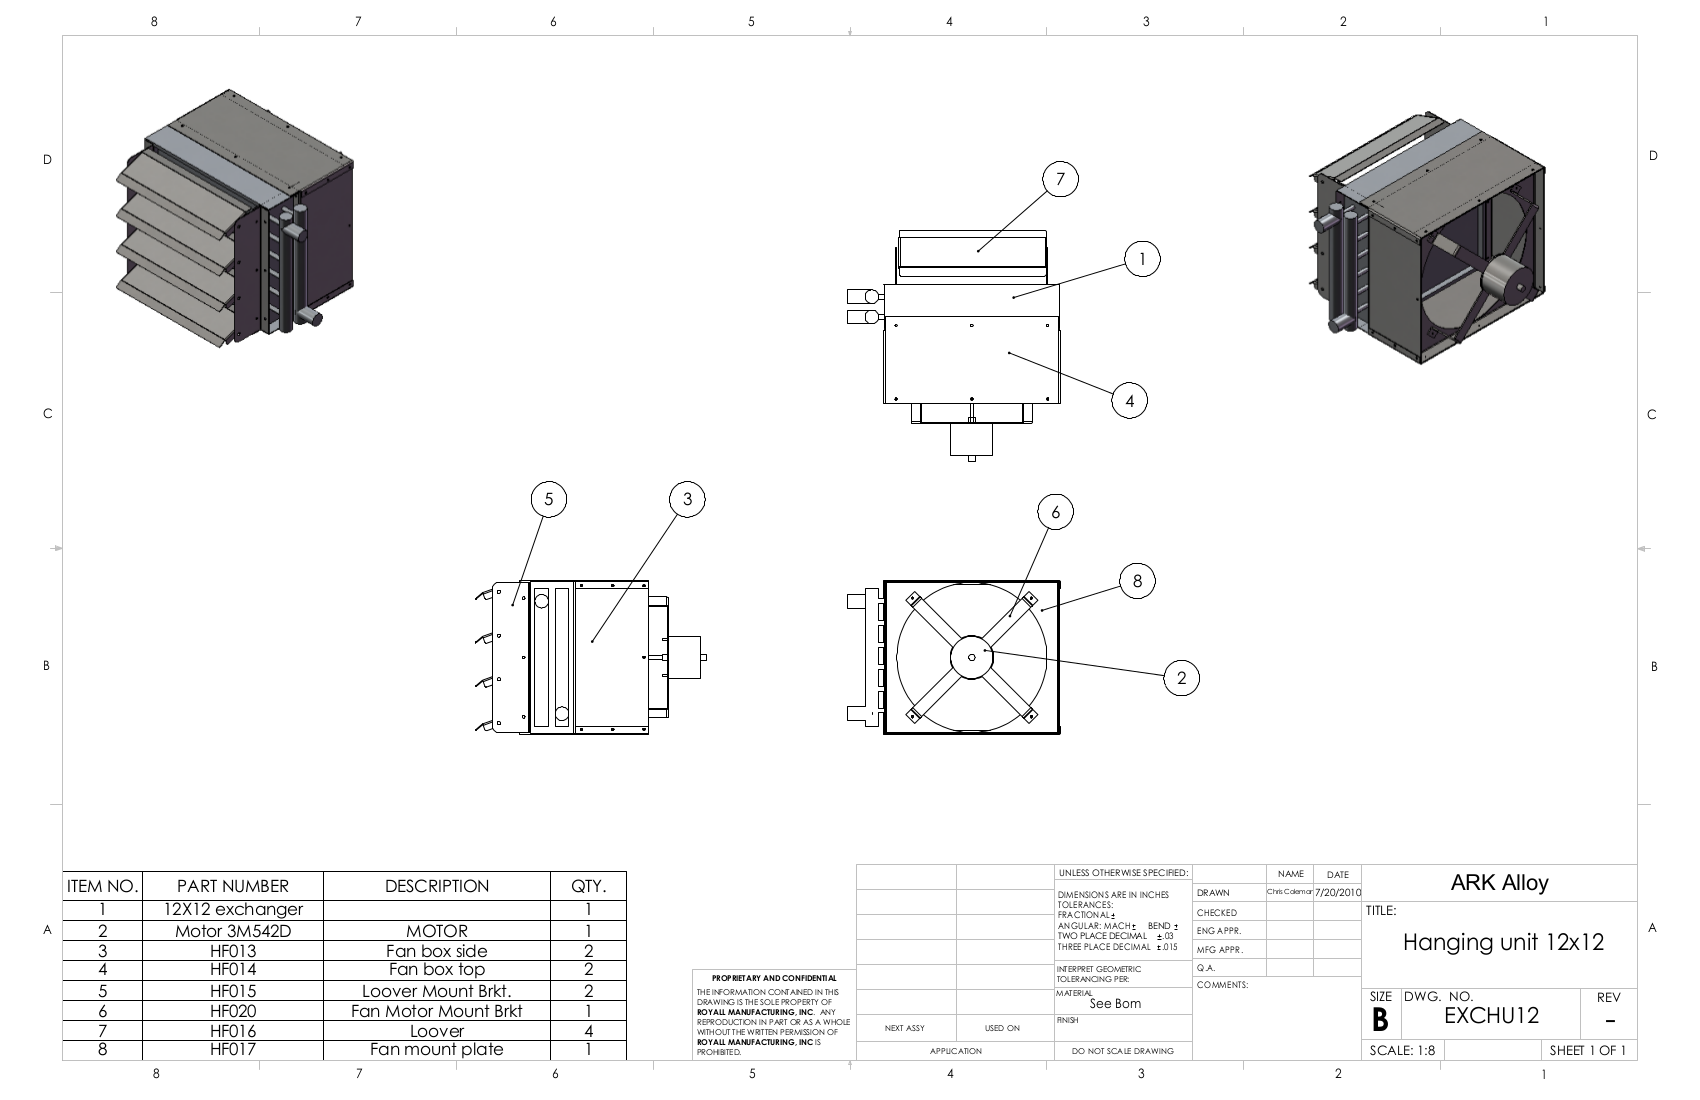 8 7 6 5 4 3 2 1
D D
7
1
4
C C
5 3
6
8
2
B B
ITEM NO. PART NUMBER DESCRIPTION QTY.
1 12X12 exchanger 1
2 Motor 3M542D MOTOR 1
3 HF013 Fan box side 2
4 HF014 Fan box top 2
5 HF015 Loover Mount Brkt. 2
6 HF020 Fan Motor Mount Brkt 1
7 HF016 Loover 4
8 HF017 Fan mount plate 1
A A
PROPRIETARY AND CONFIDENTIAL
THE INFORMATION CONTAINED IN THIS
DRAWING IS THE SOLE PROPERTY OF
ROYALL MANUFACTURING, INC. ANY
REPRODUCTION IN PART OR AS A WHOLE
WITHOUT THE WRITTEN PERMISSION OF
ROYALL MANUFACTURING, INC IS
PROHIBITED.
NEXT ASSY USED ON
APPLICATION
UNLESS OTHERWISE SPECIFIED:
DIMENSIONS ARE IN INCHES
TOLERANCES:
FRACTIONAL±
ANGULAR: MACH± BEND ±
TWO PLACE DECIMAL ±.03
THREE PLACE DECIMAL ±.015
INTERPRET GEOMETRIC
TOLERANCING PER:
MATERIAL
See Bom
FINISH
DO NOT SCALE DRAWING
NAME DATE
DRAWN Chris Coleman 7/20/2010
CHECKED
ENG APPR.
MFG APPR.
Q.A.
COMMENTS:
ARK Alloy
TITLE:
Hanging unit 12x12
SIZE DWG. NO. REV
B EXCHU12 –
SCALE: 1:8 SHEET 1 OF 1
8 7 6 5 4 3 2 1